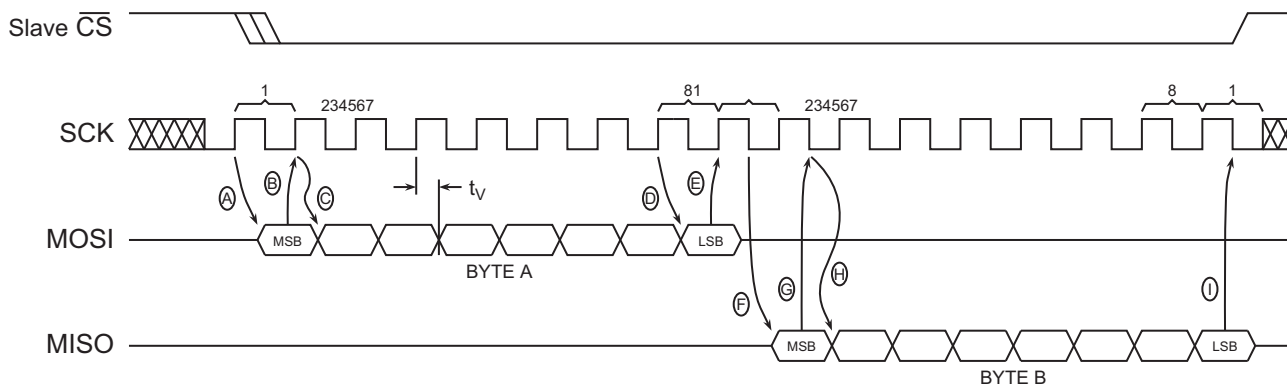 Slave CS
1 234567 81 234567 8 1
SCK
A B C tV D E
MOSI MSB LSB
BYTE A
F G H I
MISO MSB LSB
BYTE B